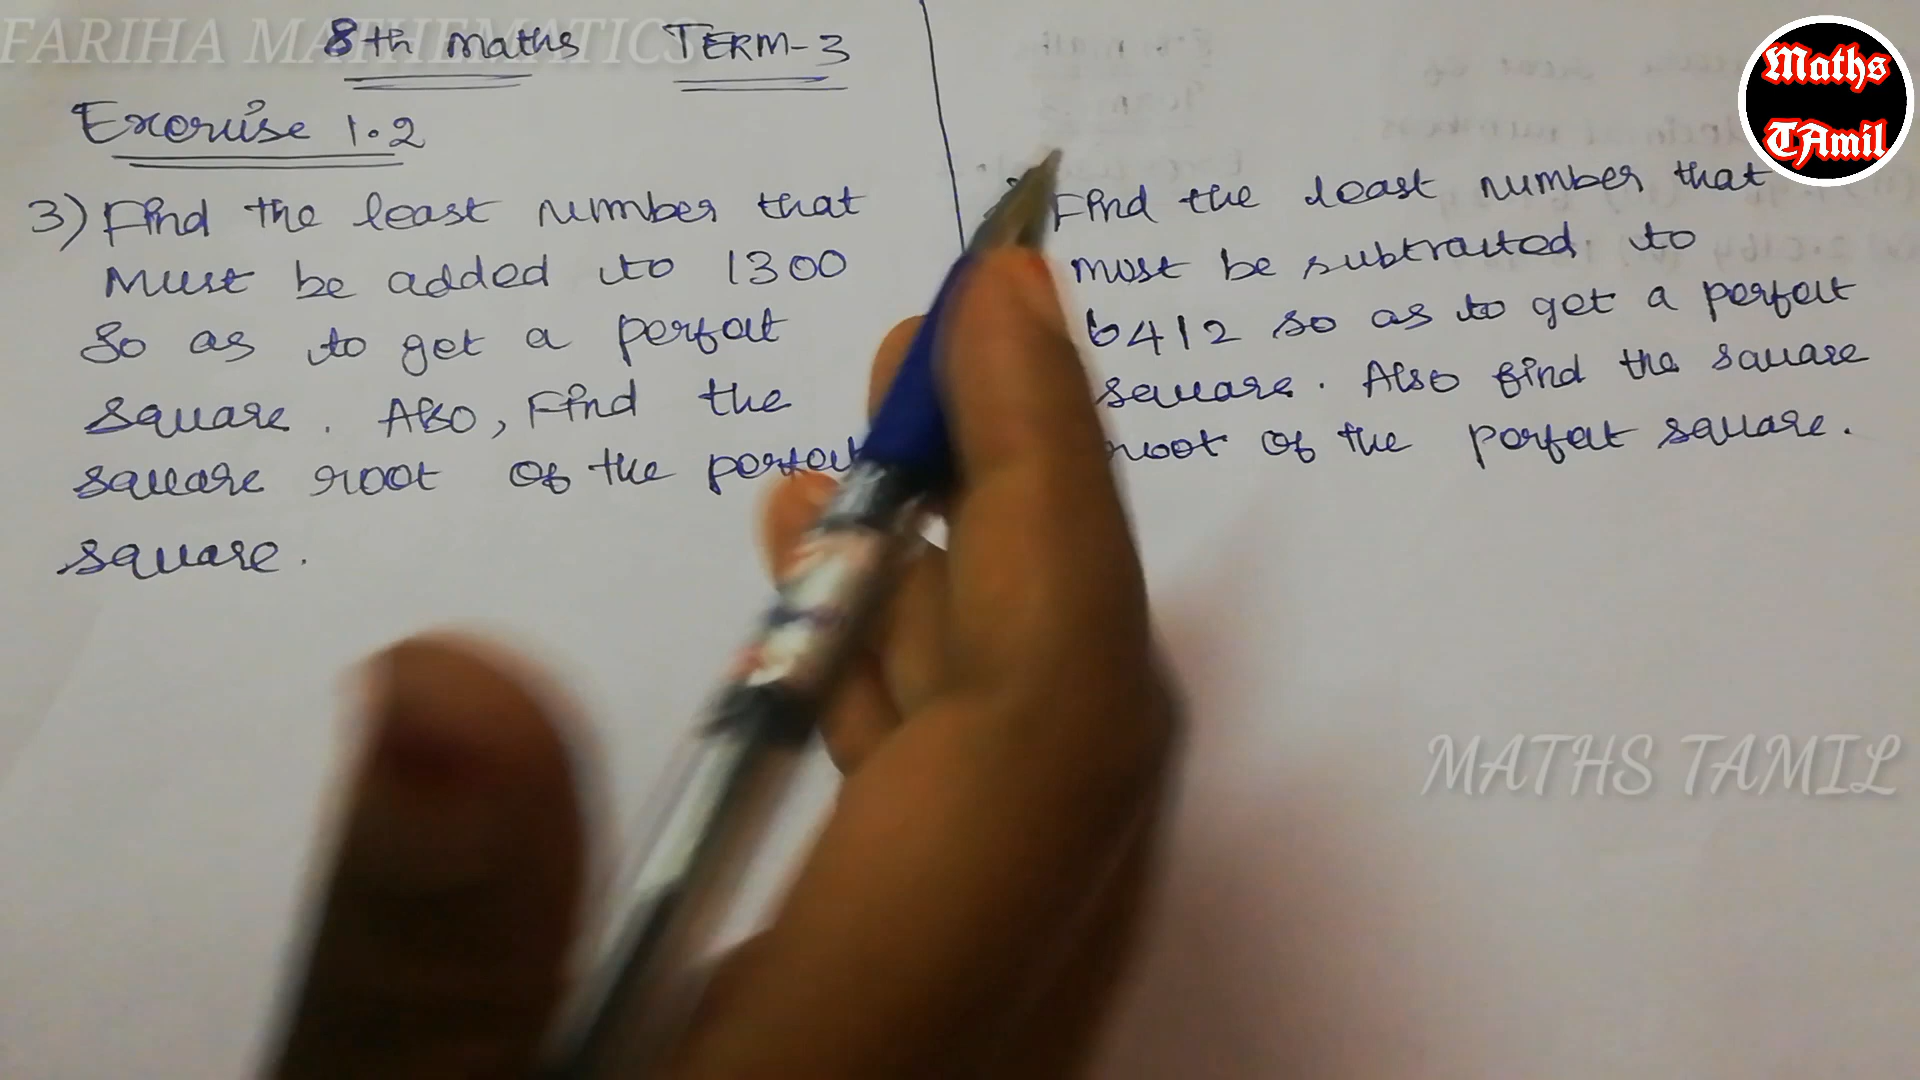 FARIHA MATHEMATICS
8th maths TERM-3
Exercise 1.2
3) Find the least number that
must be added to 1300
so as to get a perfect
square. Also, Find the
square root of the perfect
square.
Find the least number that
must be subtracted to
6412 so as to get a perfect
square. Also find the square
root of the perfect square.
Maths
TAmil
MATHS TAMIL